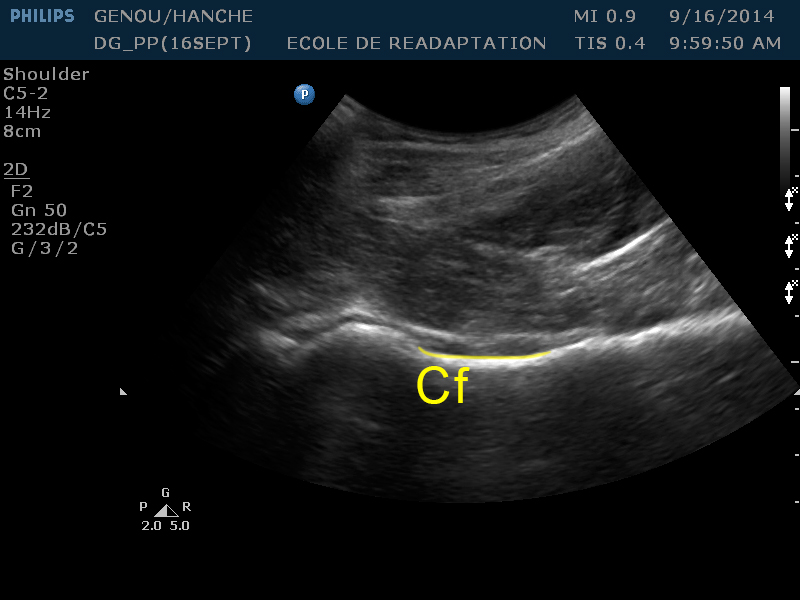 PHILIPS GENOU/HANCHE MI 0.9 9/16/2014
DG_PP(16SEPT) ECOLE DE READAPTATION TIS 0.4 9:59:50 AM
Shoulder
C5-2
14Hz
8cm
P
2D
F2
Gn 50
232dB/C5
G/3/2
Cf
G
P R
2.0 5.0